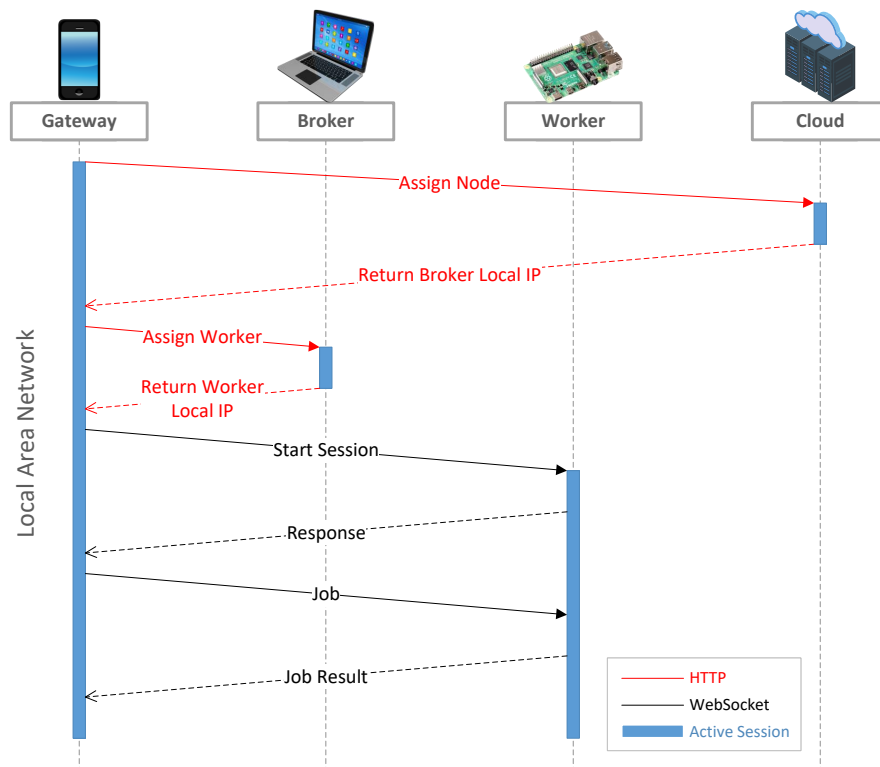 Gateway
Broker
Worker
Cloud
Assign Node
Return Broker Local IP
Assign Worker
Return Worker
Local IP
Start Session
Response
Job
Job Result
Local Area Network
HTTP
WebSocket
Active Session